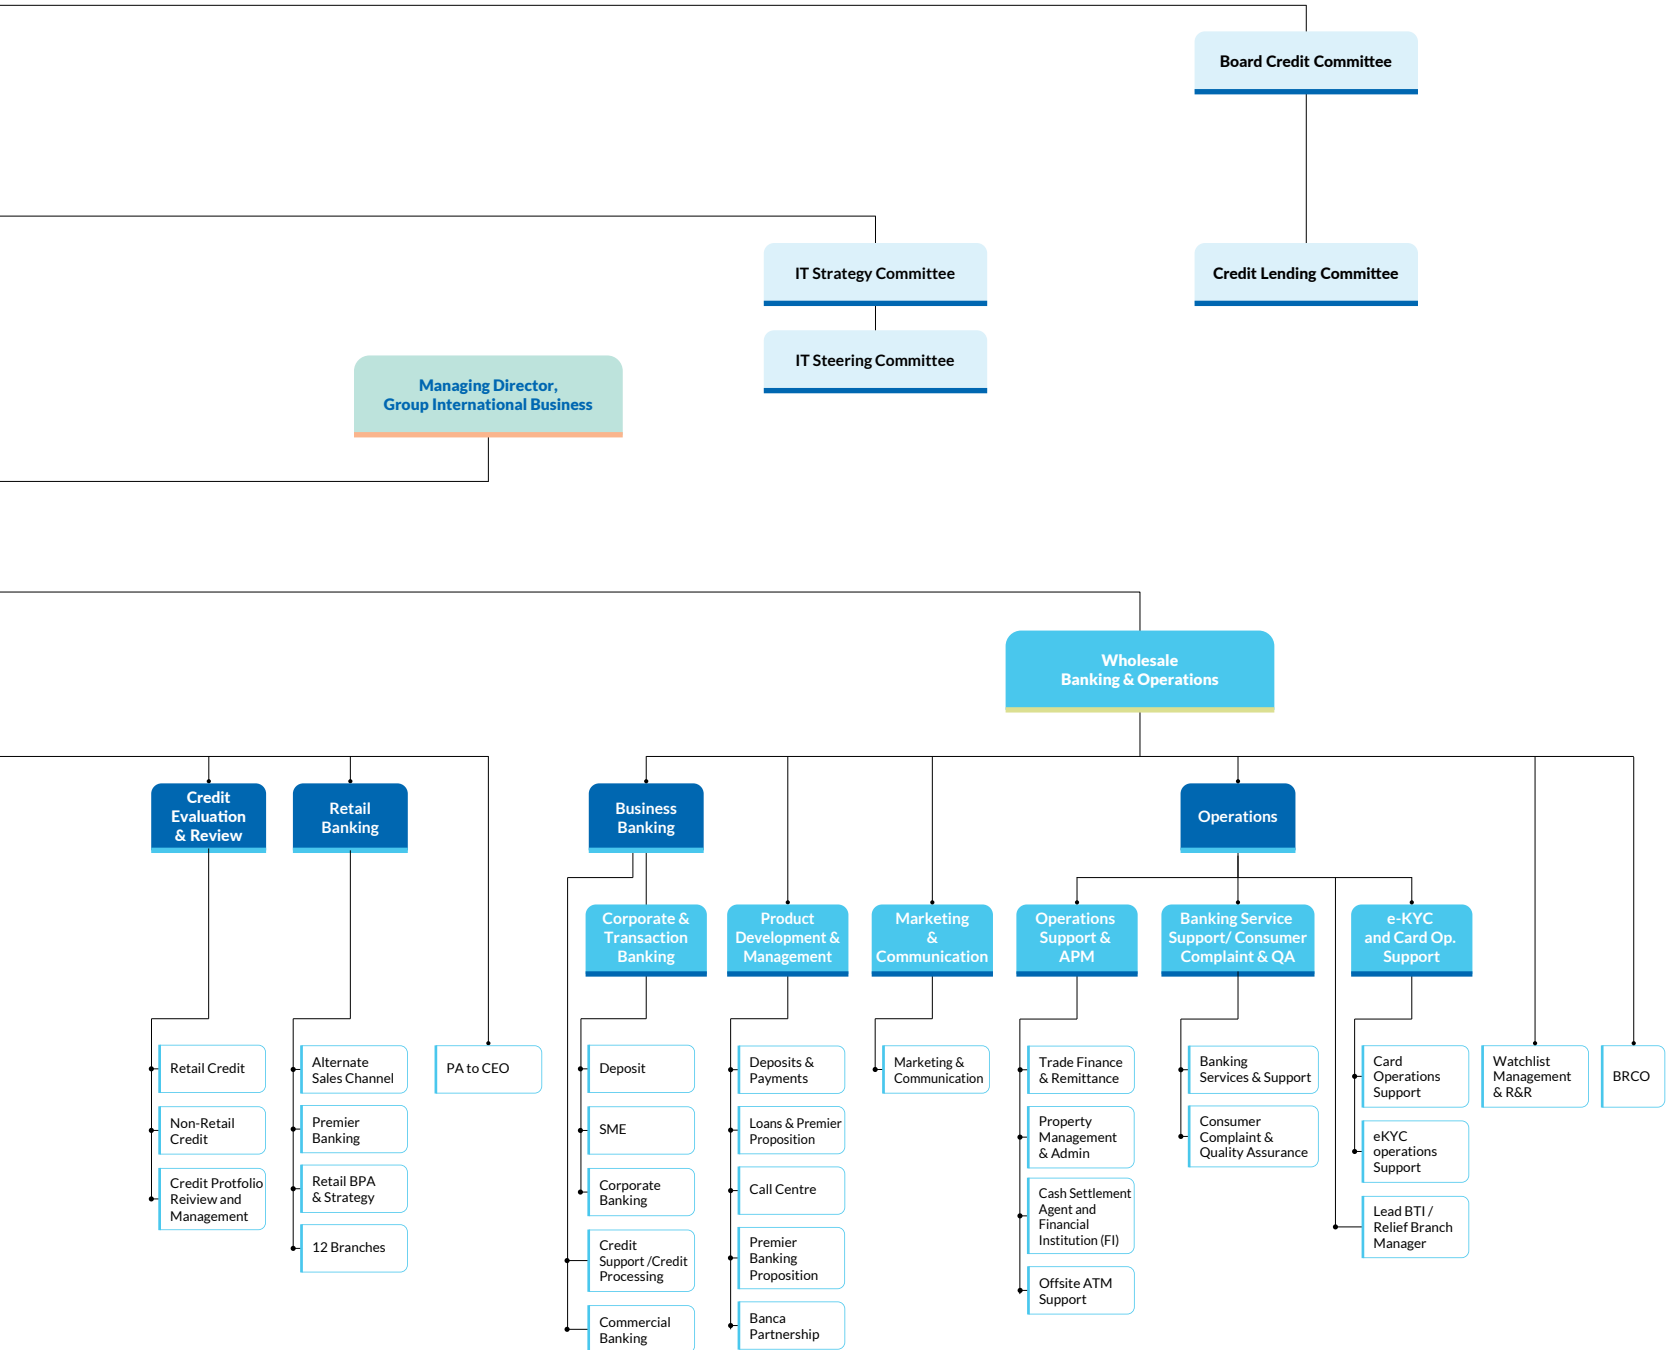 Board Credit Committee
IT Strategy Committee
Credit Lending Committee
IT Steering Committee
Managing Director,
Group International Business
Wholesale
Banking & Operations
Credit
Evaluation
& Review
Retail
Banking
Business
Banking
Operations
Corporate &
Transaction
Banking
Product
Development &
Management
Marketing
&
Communication
Operations
Support &
APM
Banking Service
Support/ Consumer
Complaint & QA
e-KYC
and Card Op.
Support
Retail Credit
Non-Retail
Credit
Credit Protfolio
Reiview and
Management
Alternate
Sales Channel
Premier
Banking
Retail BPA
& Strategy
12 Branches
PA to CEO
Deposit
SME
Corporate
Banking
Credit
Support /Credit
Processing
Commercial
Banking
Deposits &
Payments
Loans & Premier
Proposition
Call Centre
Premier
Banking
Proposition
Banca
Partnership
Marketing &
Communication
Trade Finance
& Remittance
Property
Management
& Admin
Cash Settlement
Agent and
Financial
Institution (FI)
Offsite ATM
Support
Banking
Services & Support
Consumer
Complaint &
Quality Assurance
Card
Operations
Support
eKYC
operations
Support
Lead BTI /
Relief Branch
Manager
Watchlist
Management
& R&R
BRCO